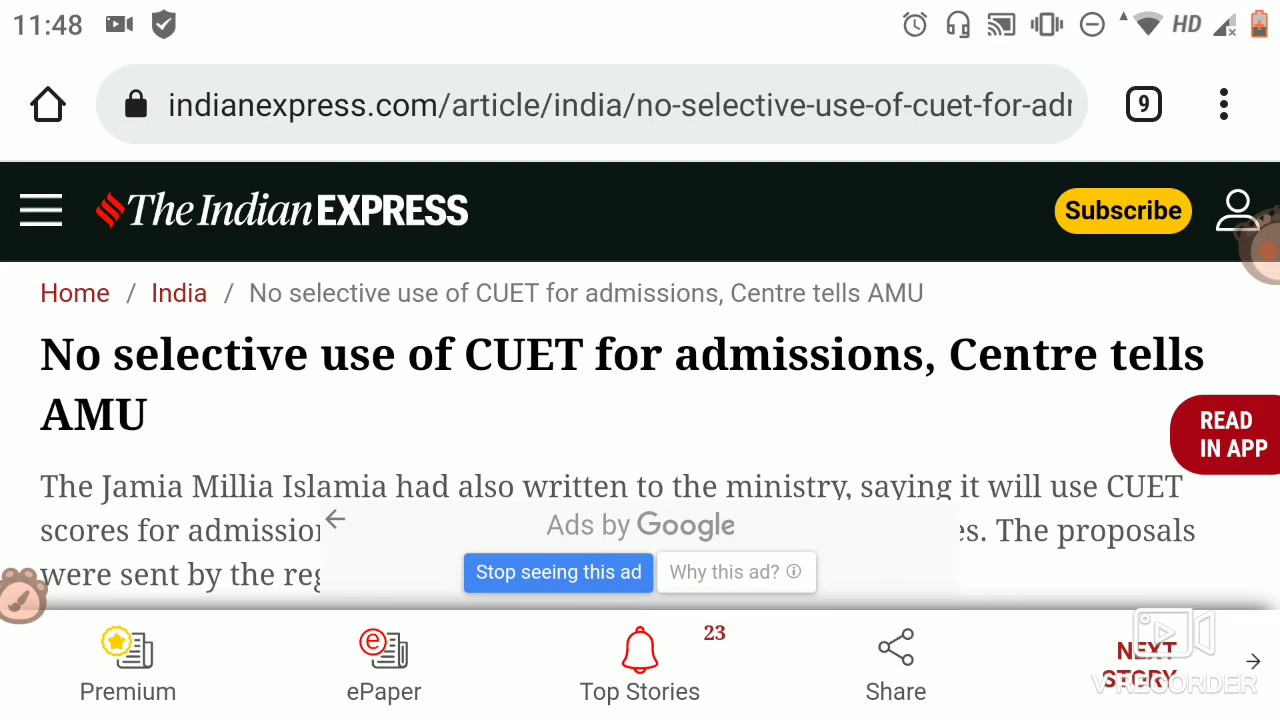 11:48
HD
indianexpress.com/article/india/no-selective-use-of-cuet-for-adr
9
The Indian EXPRESS
Subscribe
Home / India / No selective use of CUET for admissions, Centre tells AMU
No selective use of CUET for admissions, Centre tells
AMU
READ
IN APP
The Jamia Millia Islamia had also written to the ministry, saying it will use CUET
scores for es. The proposals
were sent by the
Ads by Google
Stop seeing this ad
Why this ad?
Premium
ePaper
Top Stories
23
Share
NEXT
STORY
VRECORDER